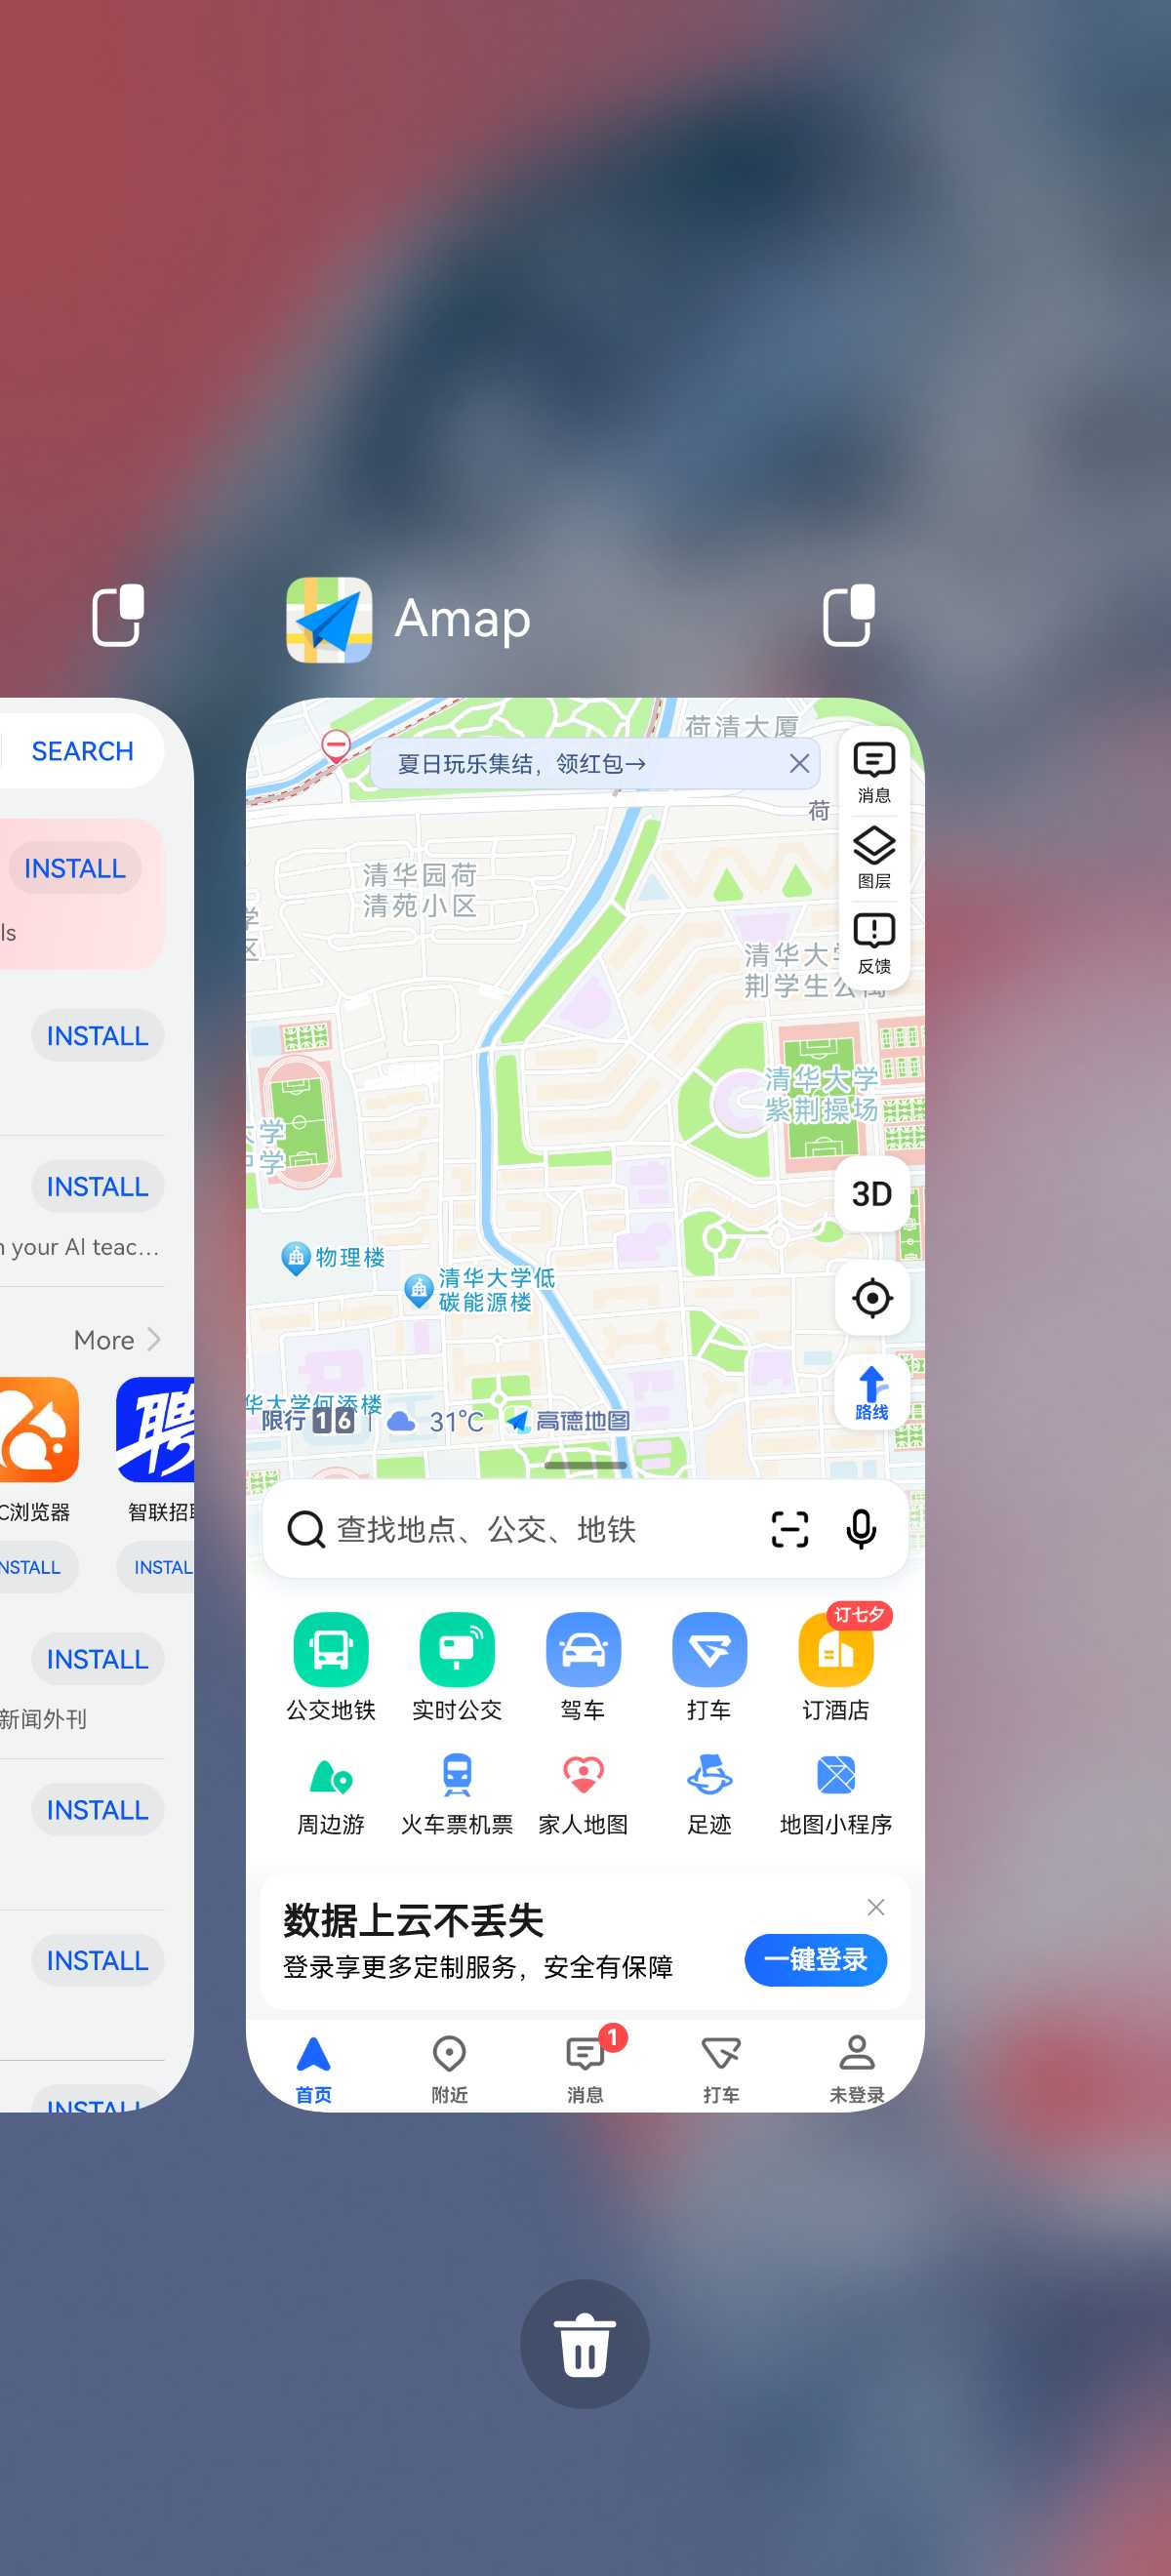 Amap
SEARCH
INSTALL
ls
INSTALL
INSTALL
n your AI teac…
More
C浏览器
智联招聘
INSTALL
INSTALL
INSTALL
新闻外刊
INSTALL
INSTALL
INSTALL
荷清大厦
夏日玩乐集结，领红包→
荷
消息
图层
反馈
清华园荷
清苑小区
学
区
清华大学
荆学生公寓
清华大学
紫荆操场
大学
中学
3D
物理楼
清华大学低
碳能源楼
华大学何添楼
限行 1 6 | 31℃ 高德地图
路线
查找地点、公交、地铁
订七夕
公交地铁 实时公交 驾车 打车 订酒店
周边游 火车票机票 家人地图 足迹 地图小程序
数据上云不丢失
登录享更多定制服务，安全有保障
一键登录
1
首页 附近 消息 打车 未登录